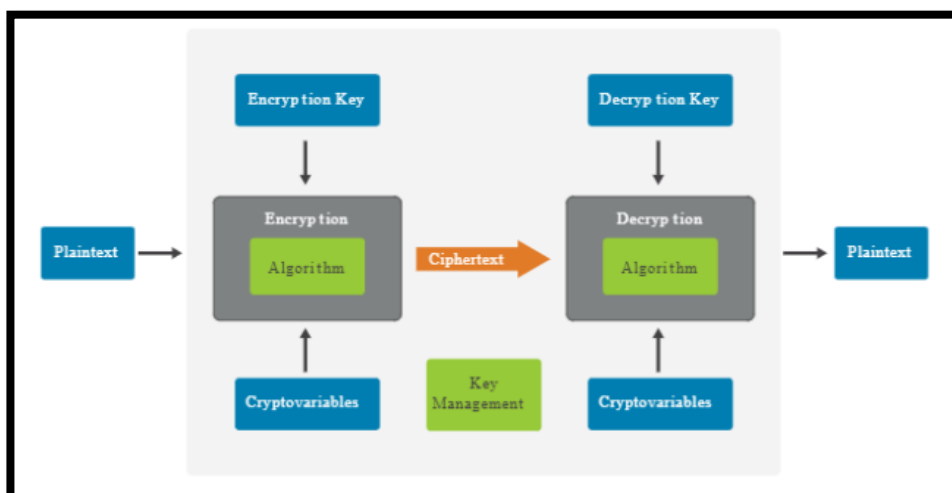 Encryption Key
Decryption Key
Encryption
Decryption
Plaintext
Algorithm
Ciphertext
Algorithm
Plaintext
Cryptovariables
Key
Management
Cryptovariables